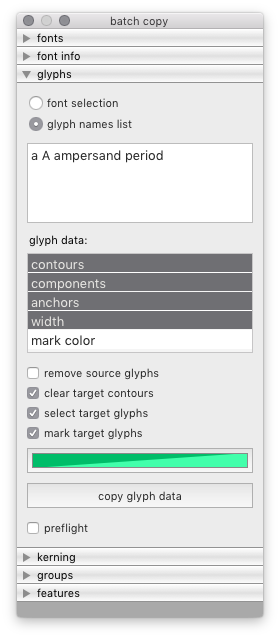 batch copy
fonts
font info
glyphs
font selection
glyph names list
a A ampersand period
glyph data:
contours
components
anchors
width
mark color
remove source glyphs
clear target contours
select target glyphs
mark target glyphs
copy glyph data
preflight
kerning
groups
features